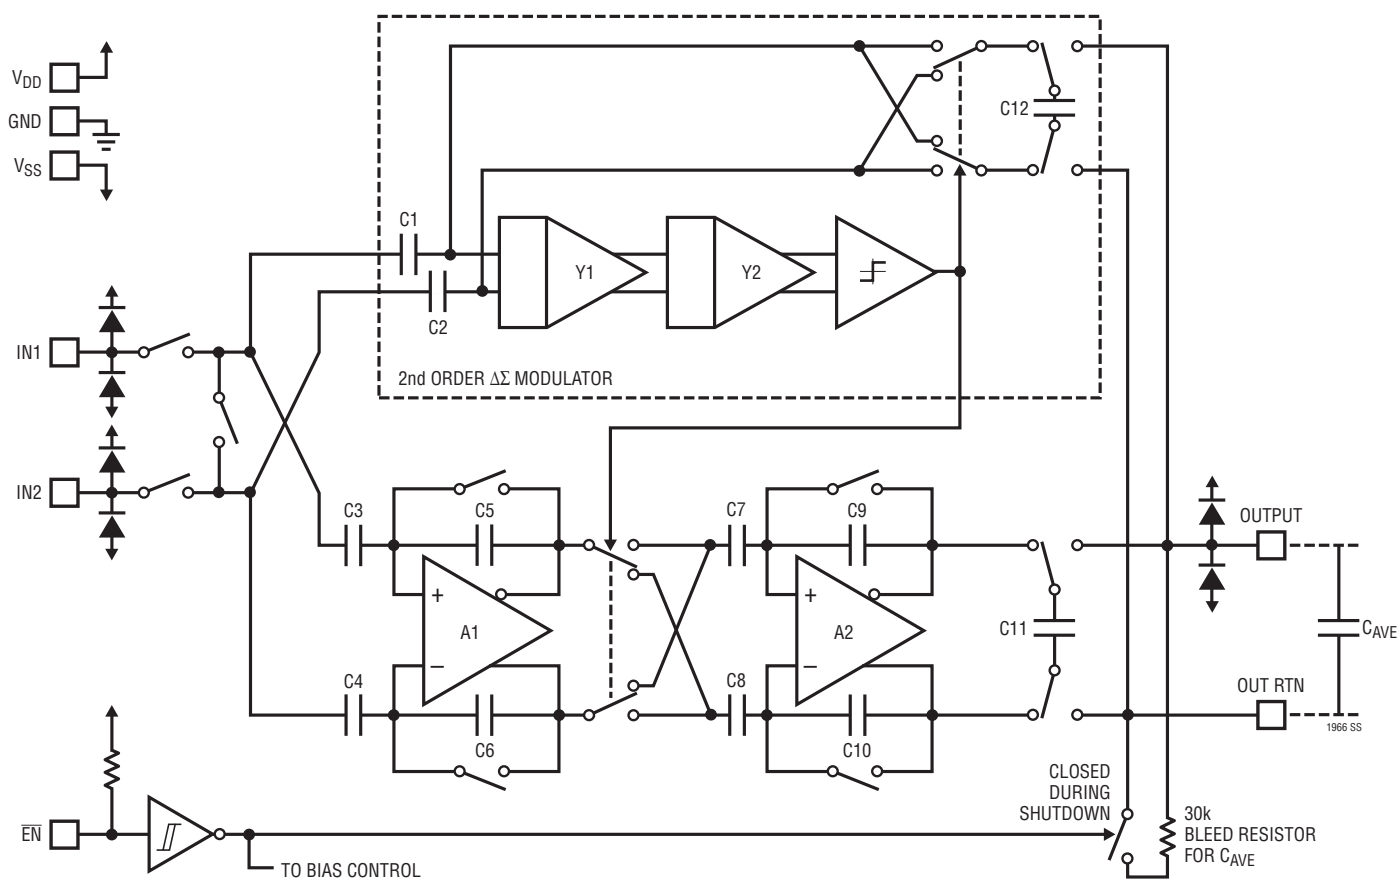 V_DD
GND
V_SS
C12
C1
Y1
Y2
C2
IN1
2nd ORDER ΔΣ MODULATOR
IN2
C3
C5
C7
C9
OUTPUT
+
A1
–
+
A2
–
C11
C_AVE
C4
C6
C8
C10
OUT RTN
1966 SS
CLOSED
DURING
SHUTDOWN
30k
BLEED RESISTOR
FOR C_AVE
E̅N̅
TO BIAS CONTROL